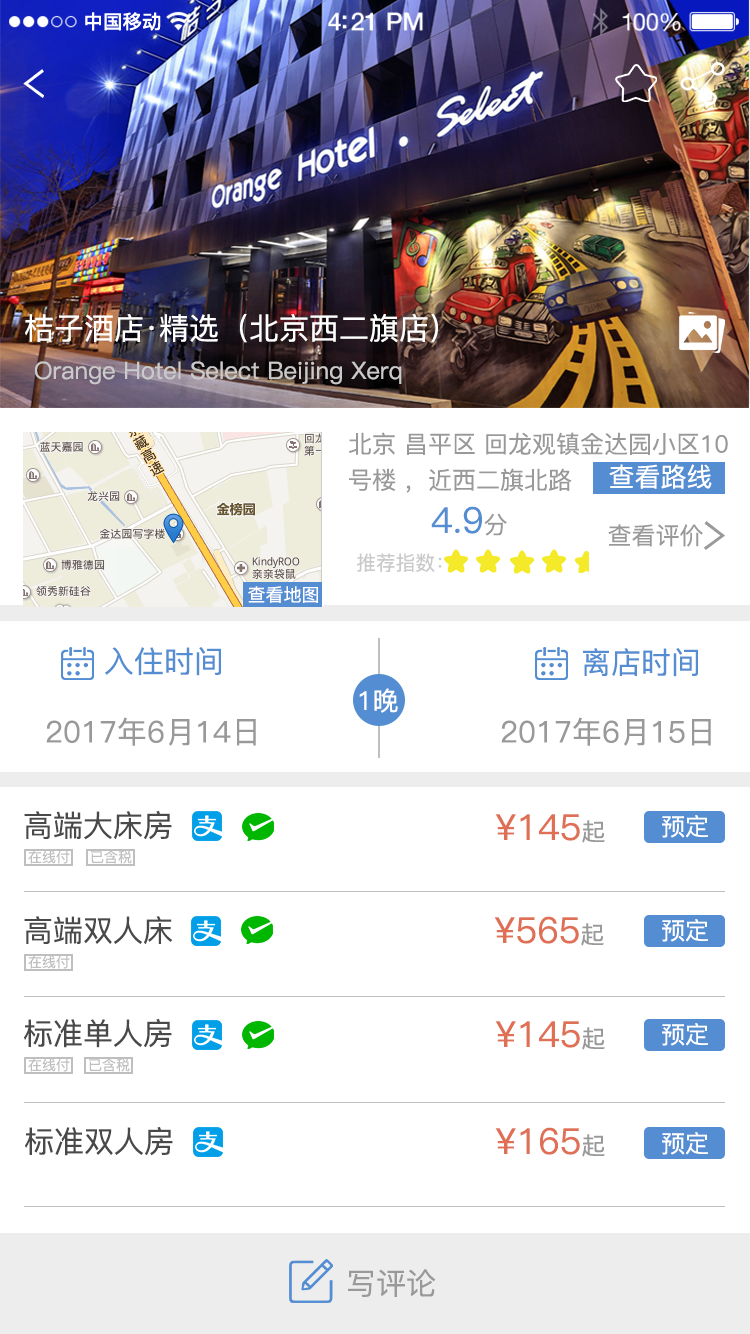 中国移动 4:21 PM 100%
Orange Hotel · Select
桔子酒店·精选（北京西二旗店）
Orange Hotel Select Beijing Xerq
蓝天嘉园
龙兴园
金达园写字楼
博雅德园
领秀新硅谷
京藏高速
金榜园
KindyROO
亲亲袋鼠
查看地图
北京 昌平区 回龙观镇金达园小区10
号楼 ，近西二旗北路 查看路线
4.9分
查看评价
推荐指数:
入住时间 离店时间
1晚
2017年6月14日 2017年6月15日
高端大床房 支 ¥145起 预定
在线付 已含税
高端双人床 支 ¥565起 预定
在线付
标准单人房 支 ¥145起 预定
在线付 已含税
标准双人房 支 ¥165起 预定
写评论